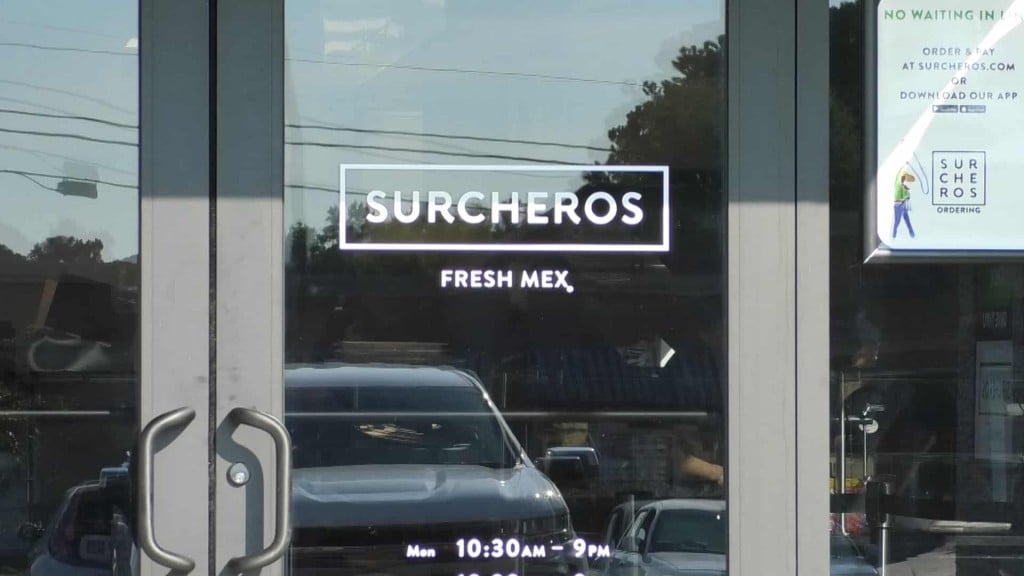 SURCHEROS
FRESH MEX
Mon 10:30AM – 9PM
NO WAITING IN
ORDER & PAY
AT SURCHEROS.COM
OR
DOWNLOAD OUR APP
SUR
CHE
ROS
ORDERING